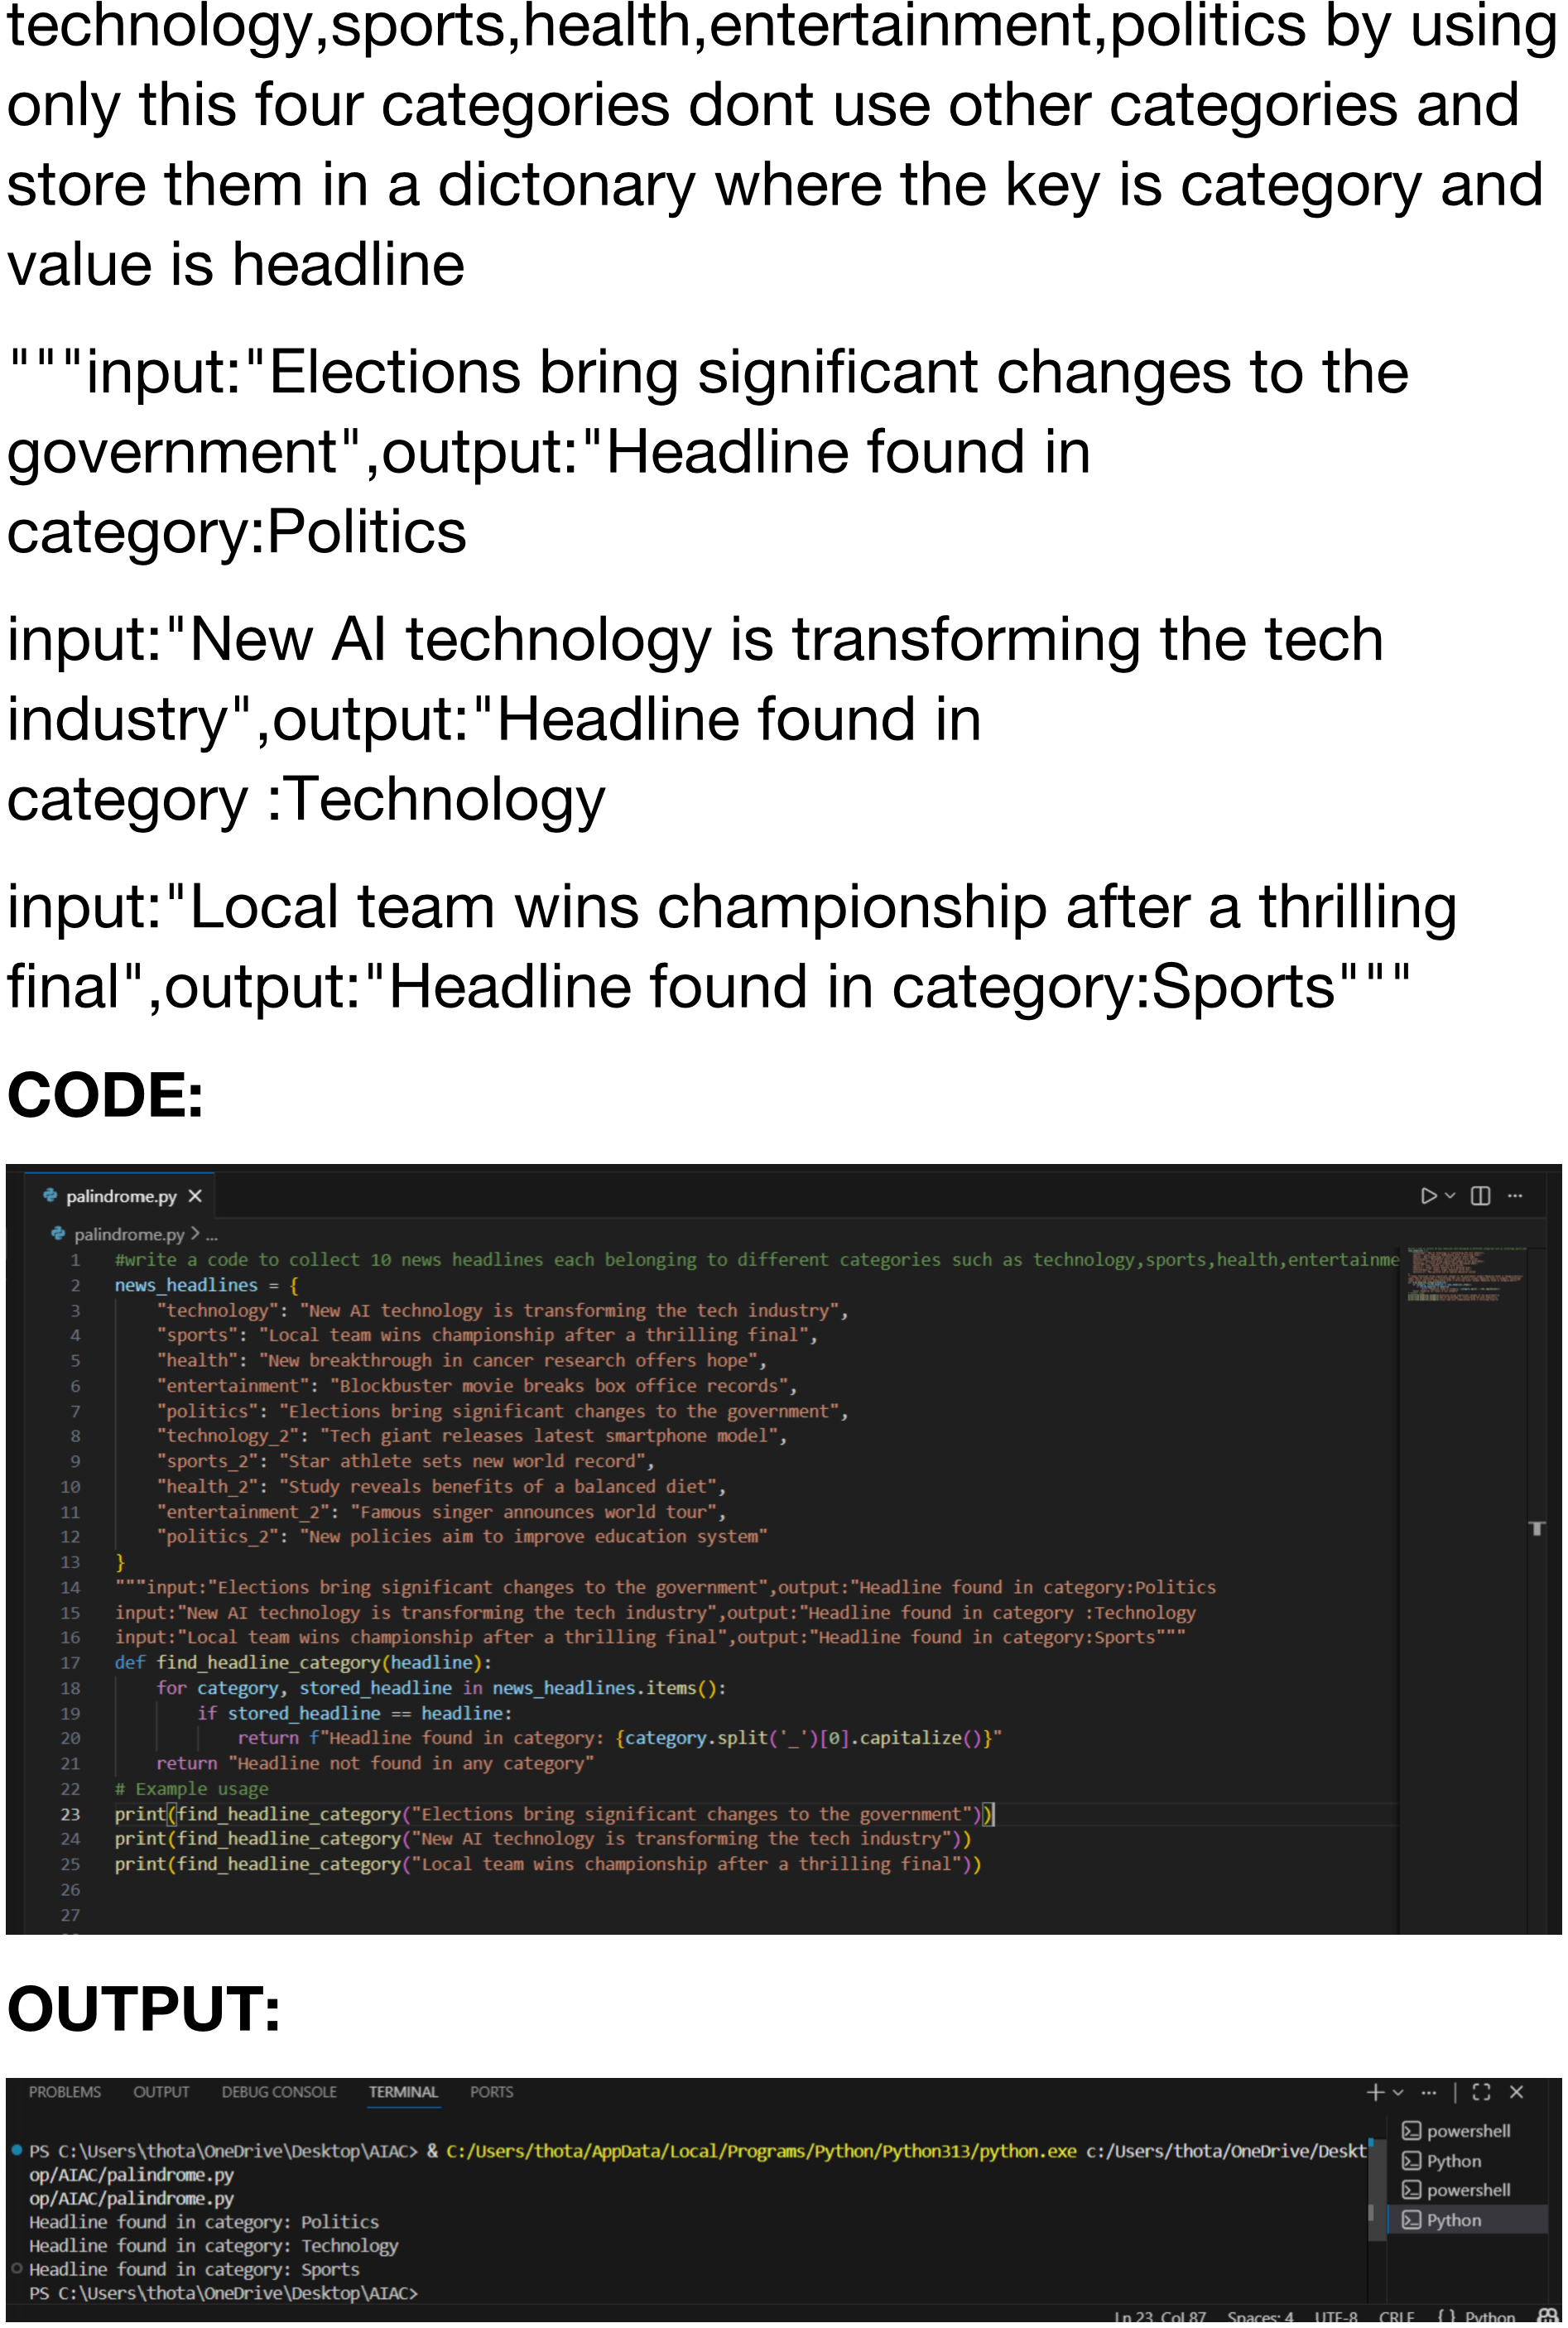 technology,sports,health,entertainment,politics by using
only this four categories dont use other categories and
store them in a dictonary where the key is category and
value is headline
"""input:"Elections bring significant changes to the
government",output:"Headline found in
category:Politics
input:"New AI technology is transforming the tech
industry",output:"Headline found in
category :Technology
input:"Local team wins championship after a thrilling
final",output:"Headline found in category:Sports"""
CODE:
palindrome.py
palindrome.py > ...
1 #write a code to collect 10 news headlines each belonging to different categories such as technology,sports,health,entertainme
2 news_headlines = {
3 "technology": "New AI technology is transforming the tech industry",
4 "sports": "Local team wins championship after a thrilling final",
5 "health": "New breakthrough in cancer research offers hope",
6 "entertainment": "Blockbuster movie breaks box office records",
7 "politics": "Elections bring significant changes to the government",
8 "technology_2": "Tech giant releases latest smartphone model",
9 "sports_2": "Star athlete sets new world record",
10 "health_2": "Study reveals benefits of a balanced diet",
11 "entertainment_2": "Famous singer announces world tour",
12 "politics_2": "New policies aim to improve education system"
13 }
14 """input:"Elections bring significant changes to the government",output:"Headline found in category:Politics
15 input:"New AI technology is transforming the tech industry",output:"Headline found in category :Technology
16 input:"Local team wins championship after a thrilling final",output:"Headline found in category:Sports"""
17 def find_headline_category(headline):
18 for category, stored_headline in news_headlines.items():
19 if stored_headline == headline:
20 return f"Headline found in category: {category.split('_')[0].capitalize()}"
21 return "Headline not found in any category"
22 # Example usage
23 print(find_headline_category("Elections bring significant changes to the government"))
24 print(find_headline_category("New AI technology is transforming the tech industry"))
25 print(find_headline_category("Local team wins championship after a thrilling final"))
26
27
OUTPUT:
PROBLEMS OUTPUT DEBUG CONSOLE TERMINAL PORTS
PS C:\Users\thota\OneDrive\Desktop\AIAC> & C:/Users/thota/AppData/Local/Programs/Python/Python313/python.exe c:/Users/thota/OneDrive/Deskt
op/AIAC/palindrome.py
op/AIAC/palindrome.py
Headline found in category: Politics
Headline found in category: Technology
Headline found in category: Sports
PS C:\Users\thota\OneDrive\Desktop\AIAC>
powershell
Python
powershell
Python
Ln 23, Col 87 Spaces: 4 UTF-8 CRLF { } Python